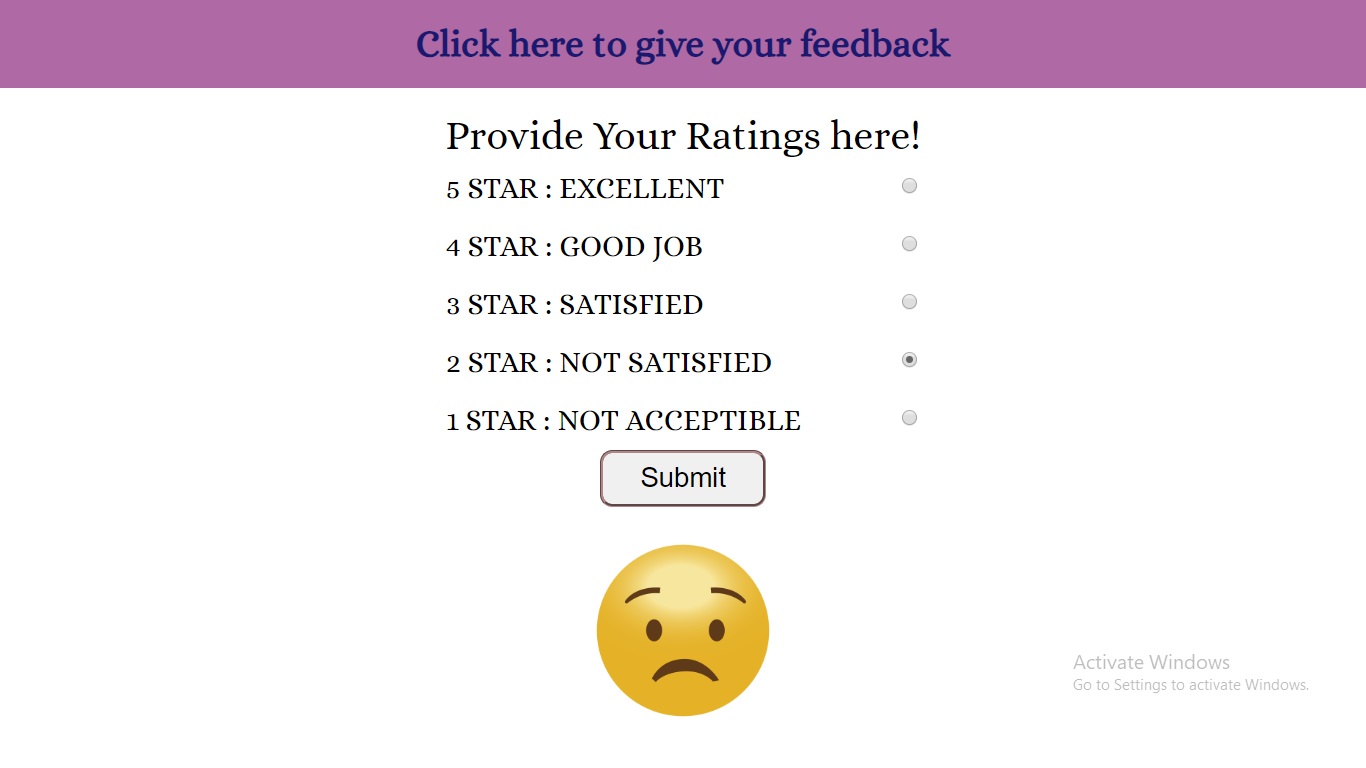 Click here to give your feedback
Provide Your Ratings here!
5 STAR : EXCELLENT
4 STAR : GOOD JOB
3 STAR : SATISFIED
2 STAR : NOT SATISFIED
1 STAR : NOT ACCEPTIBLE
Submit
Activate Windows
Go to Settings to activate Windows.